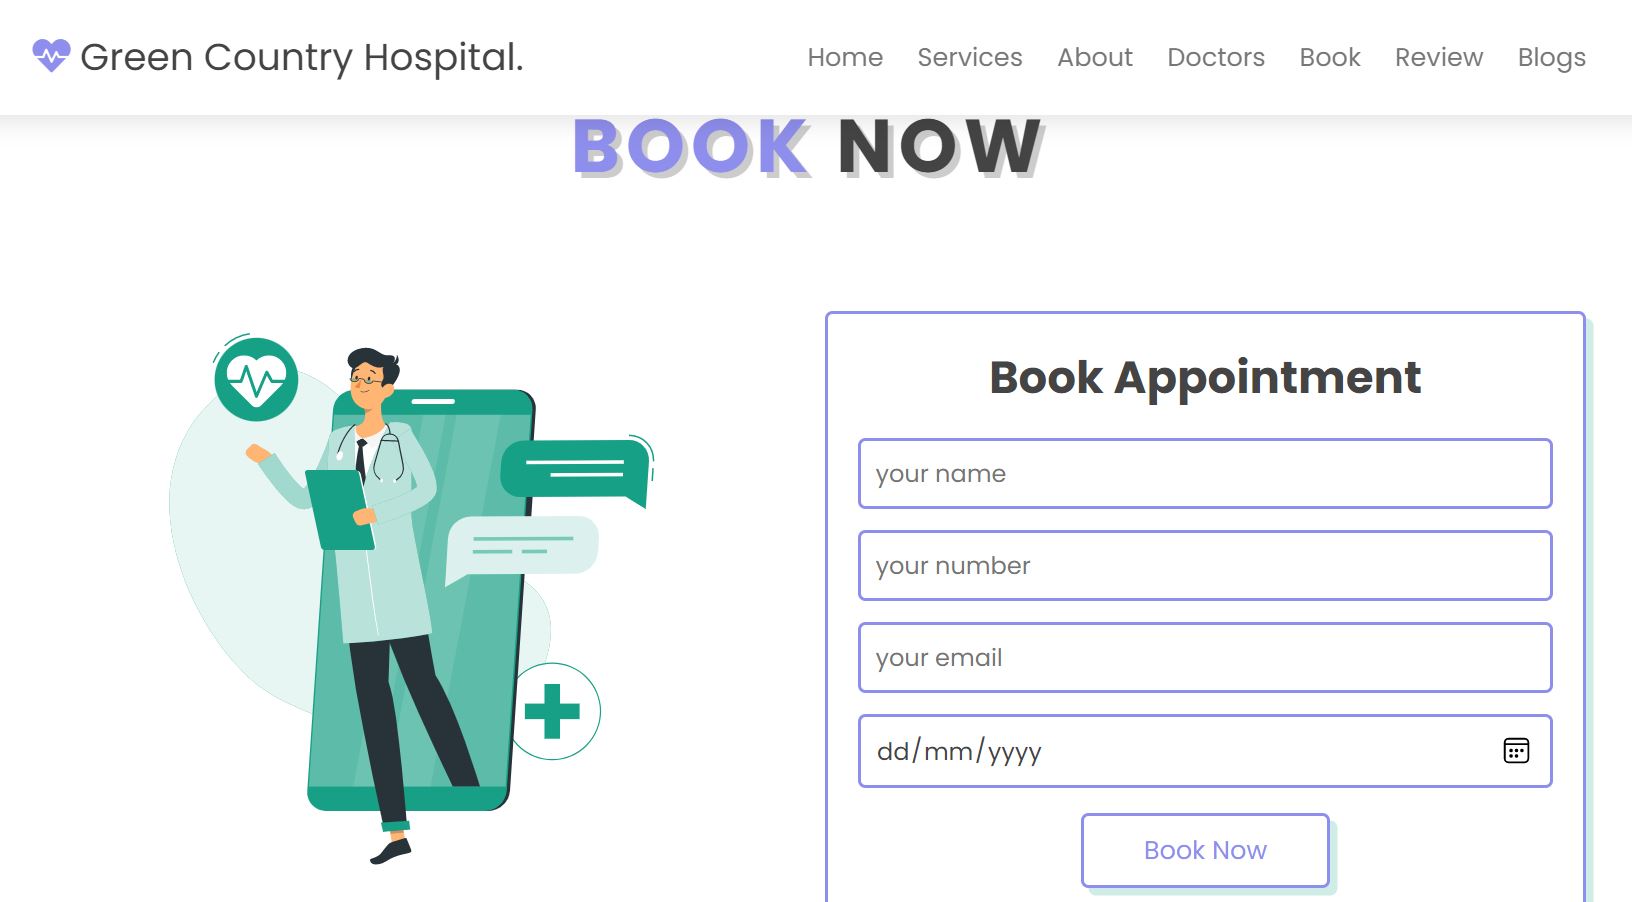 Green Country Hospital.
Home Services About Doctors Book Review Blogs
BOOK NOW
Book Appointment
your name
your number
your email
dd/mm/yyyy
Book Now